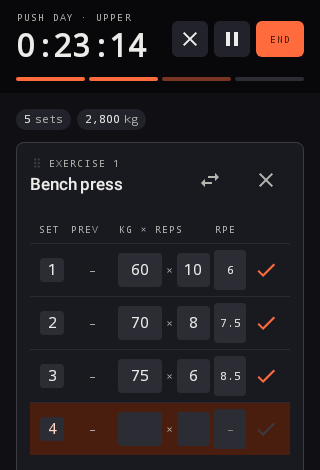 PUSH DAY · UPPER
0:23:14
END
5 sets 2,800 kg
EXERCISE 1
Bench press
SET PREV KG × REPS RPE
1 – 60 × 10 6
2 – 70 × 8 7.5
3 – 75 × 6 8.5
4 – × –